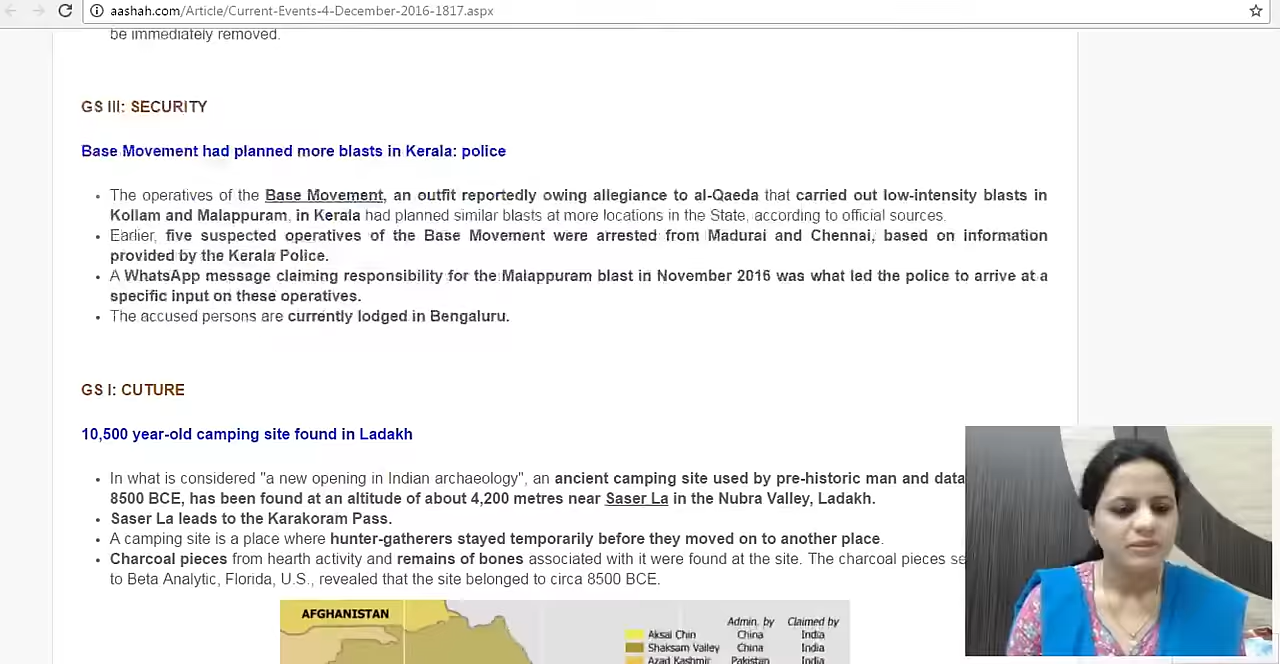 aashah.com/Article/Current-Events-4-December-2016-1817.aspx
be immediately removed.
GS III: SECURITY
Base Movement had planned more blasts in Kerala: police
• The operatives of the Base Movement, an outfit reportedly owing allegiance to al-Qaeda that carried out low-intensity blasts in
Kollam and Malappuram, in Kerala had planned similar blasts at more locations in the State, according to official sources.
• Earlier, five suspected operatives of the Base Movement were arrested from Madurai and Chennai, based on information
provided by the Kerala Police.
• A WhatsApp message claiming responsibility for the Malappuram blast in November 2016 was what led the police to arrive at a
specific input on these operatives.
• The accused persons are currently lodged in Bengaluru.
GS I: CUTURE
10,500 year-old camping site found in Ladakh
• In what is considered "a new opening in Indian archaeology", an ancient camping site used by pre-historic man and data
8500 BCE, has been found at an altitude of about 4,200 metres near Saser La in the Nubra Valley, Ladakh.
• Saser La leads to the Karakoram Pass.
• A camping site is a place where hunter-gatherers stayed temporarily before they moved on to another place.
• Charcoal pieces from hearth activity and remains of bones associated with it were found at the site. The charcoal pieces se
to Beta Analytic, Florida, U.S., revealed that the site belonged to circa 8500 BCE.
AFGHANISTAN
Admin. by Claimed by
Aksai Chin China India
Shaksam Valley China India
Azad Kashmir Pakistan India